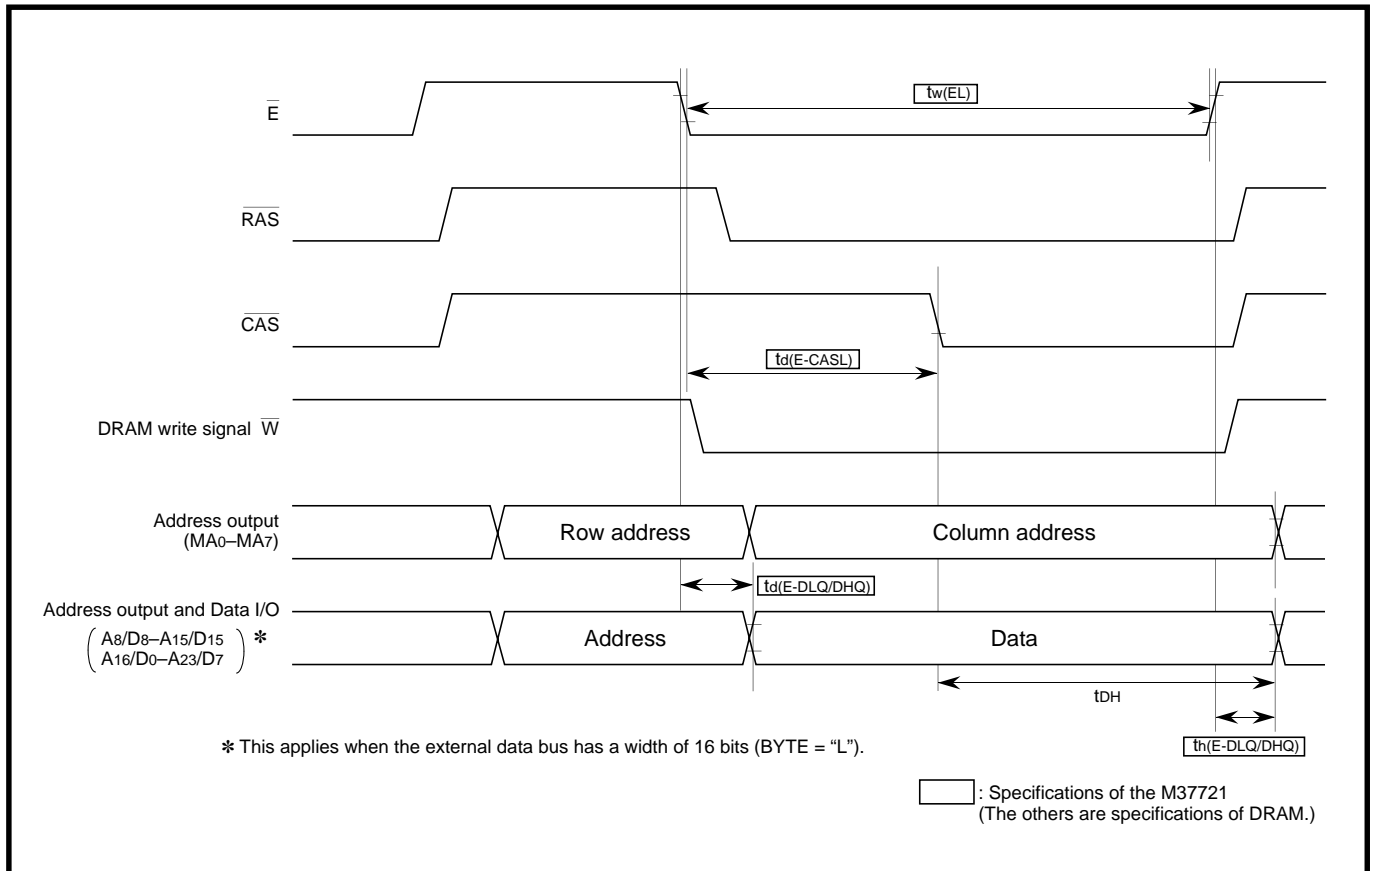 E
tw(EL)
RAS
CAS
td(E-CASL)
DRAM write signal W
Address output
(MA0–MA7)
Row address
Column address
td(E-DLQ/DHQ)
Address output and Data I/O
A8/D8–A15/D15
A16/D0–A23/D7
✻
Address
Data
tDH
th(E-DLQ/DHQ)
✻ This applies when the external data bus has a width of 16 bits (BYTE = “L”).
: Specifications of the M37721
(The others are specifications of DRAM.)